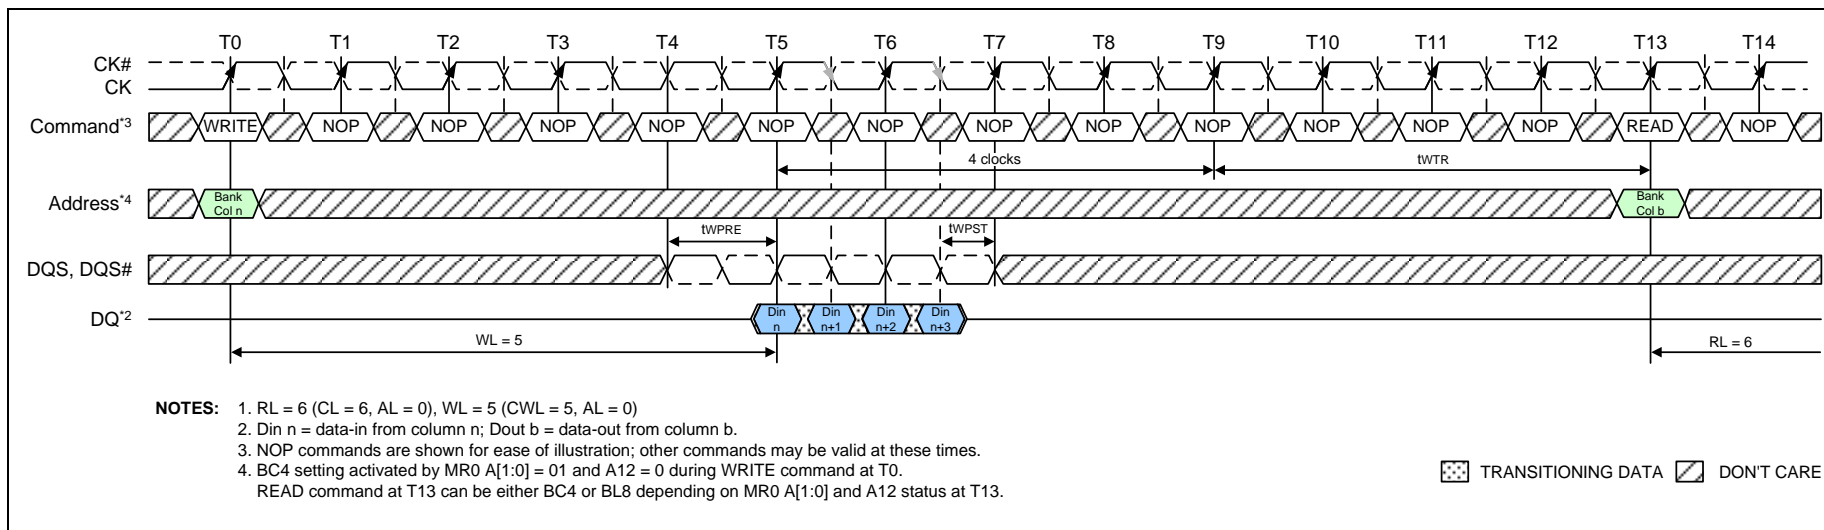 T0 T1 T2 T3 T4 T5 T6 T7 T8 T9 T10 T11 T12 T13 T14
CK#
CK
Command*3 WRITE NOP NOP NOP NOP NOP NOP NOP NOP NOP NOP NOP NOP READ NOP
4 clocks tWTR
Address*4 Bank Col n Bank Col b
tWPRE tWPST
DQS, DQS#
DQ*2 Din n Din n+1 Din n+2 Din n+3
WL = 5 RL = 6
NOTES: 1. RL = 6 (CL = 6, AL = 0), WL = 5 (CWL = 5, AL = 0)
2. Din n = data-in from column n; Dout b = data-out from column b.
3. NOP commands are shown for ease of illustration; other commands may be valid at these times.
4. BC4 setting activated by MR0 A[1:0] = 01 and A12 = 0 during WRITE command at T0.
READ command at T13 can be either BC4 or BL8 depending on MR0 A[1:0] and A12 status at T13.
TRANSITIONING DATA DON'T CARE